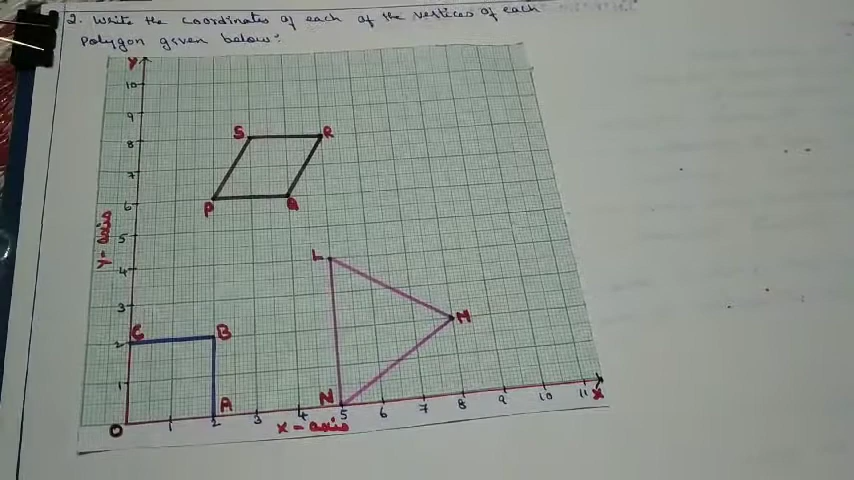 2. Write the coordinates of each of the vertices of each
polygon given below:
Y
10
9
8
7
6
5
4
3
2
1
y-axis
S
R
P
Q
L
M
N
C
B
A
O
1
2
3
4
5
6
7
8
9
10
11
X
x-axis